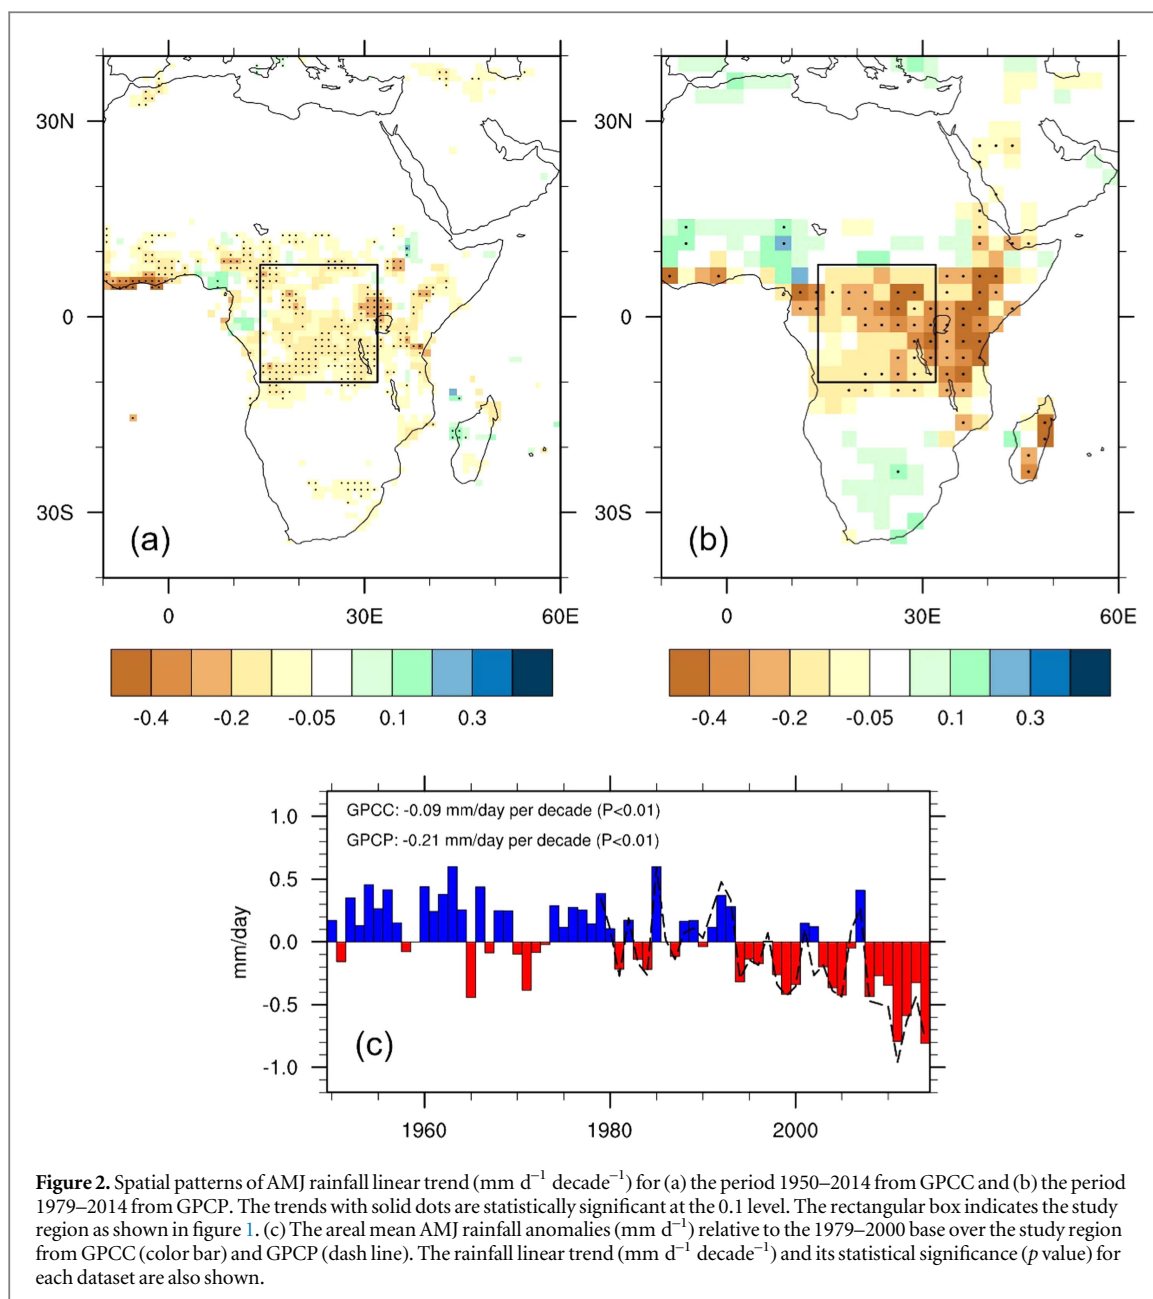 30N
0
30S
(a)
0
30E
60E
-0.4
-0.2
-0.05
0.1
0.3
30N
0
30S
(b)
0
30E
60E
-0.4
-0.2
-0.05
0.1
0.3
mm/day
1.0
0.5
0.0
-0.5
-1.0
GPCC: -0.09 mm/day per decade (P<0.01)
GPCP: -0.21 mm/day per decade (P<0.01)
(c)
1960
1980
2000
Figure 2. Spatial patterns of AMJ rainfall linear trend (mm d⁻¹ decade⁻¹) for (a) the period 1950–2014 from GPCC and (b) the period
1979–2014 from GPCP. The trends with solid dots are statistically significant at the 0.1 level. The rectangular box indicates the study
region as shown in figure 1. (c) The areal mean AMJ rainfall anomalies (mm d⁻¹) relative to the 1979–2000 base over the study region
from GPCC (color bar) and GPCP (dash line). The rainfall linear trend (mm d⁻¹ decade⁻¹) and its statistical significance (p value) for
each dataset are also shown.